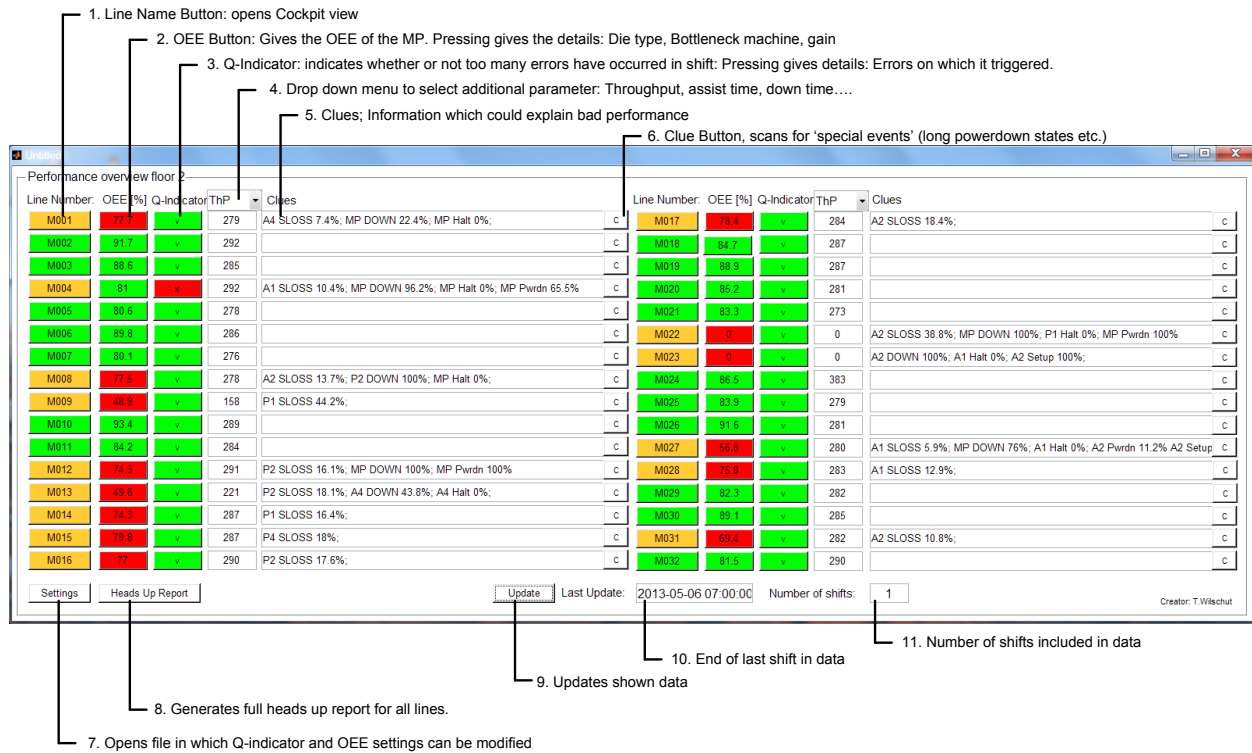 1. Line Name Button: opens Cockpit view
2. OEE Button: Gives the OEE of the MP. Pressing gives the details: Die type, Bottleneck machine, gain
3. Q-Indicator: indicates whether or not too many errors have occurred in shift: Pressing gives details: Errors on which it triggered.
4. Drop down menu to select additional parameter: Throughput, assist time, down time….
5. Clues; Information which could explain bad performance
6. Clue Button, scans for ‘special events’ (long powerdown states etc.)
Untitled
Performance overview floor 2
Line Number: OEE [%] Q-Indicator ThP Clues Line Number: OEE [%] Q-Indicator ThP Clues
M001 77.7 v 279 A4 SLOSS 7.4%; MP DOWN 22.4%; MP Halt 0%; C M017 78.4 v 284 A2 SLOSS 18.4%; C
M002 91.7 v 292 C M018 84.7 v 287 C
M003 88.6 v 285 C M019 88.9 v 287 C
M004 81 x 292 A1 SLOSS 10.4%; MP DOWN 96.2%; MP Halt 0%; MP Pwrdn 65.5% C M020 85.2 v 281 C
M005 80.6 v 278 C M021 83.3 v 273 C
M006 89.8 v 286 C M022 0 v 0 A2 SLOSS 38.8%; MP DOWN 100%; P1 Halt 0%; MP Pwrdn 100% C
M007 80.1 v 276 C M023 0 v 0 A2 DOWN 100%; A1 Halt 0%; A2 Setup 100%; C
M008 77.5 v 278 A2 SLOSS 13.7%; P2 DOWN 100%; MP Halt 0%; C M024 86.5 v 383 C
M009 48.9 v 158 P1 SLOSS 44.2%; C M025 83.9 v 279 C
M010 93.4 v 289 C M026 91.6 v 281 C
M011 84.2 v 284 C M027 56.8 v 280 A1 SLOSS 5.9%; MP DOWN 76%; A1 Halt 0%; A2 Pwrdn 11.2% A2 Setup C
M012 74.3 v 291 P2 SLOSS 16.1%; MP DOWN 100%; MP Pwrdn 100% C M028 75.8 v 283 A1 SLOSS 12.9%; C
M013 49.6 v 221 P2 SLOSS 18.1%; A4 DOWN 43.8%; A4 Halt 0%; C M029 82.3 v 282 C
M014 74.3 v 287 P1 SLOSS 16.4%; C M030 89.1 v 285 C
M015 79.8 v 287 P4 SLOSS 18%; C M031 69.4 v 282 A2 SLOSS 10.8%; C
M016 77 v 290 P2 SLOSS 17.6%; C M032 81.5 v 290 C
Settings Heads Up Report Update Last Update: 2013-05-06 07:00:00 Number of shifts: 1 Creator: T.Wilschut
11. Number of shifts included in data
10. End of last shift in data
9. Updates shown data
8. Generates full heads up report for all lines.
7. Opens file in which Q-indicator and OEE settings can be modified